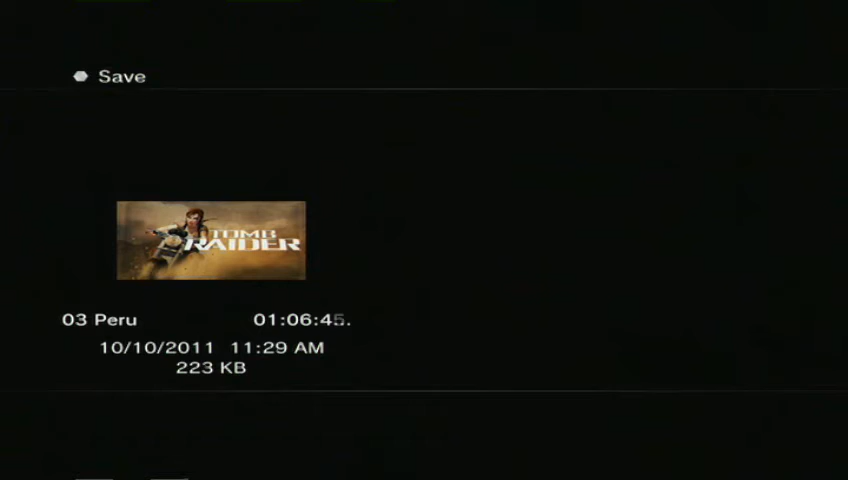 Save
TOMB
RAIDER
03 Peru 01:06:45..
10/10/2011 11:29 AM
223 KB